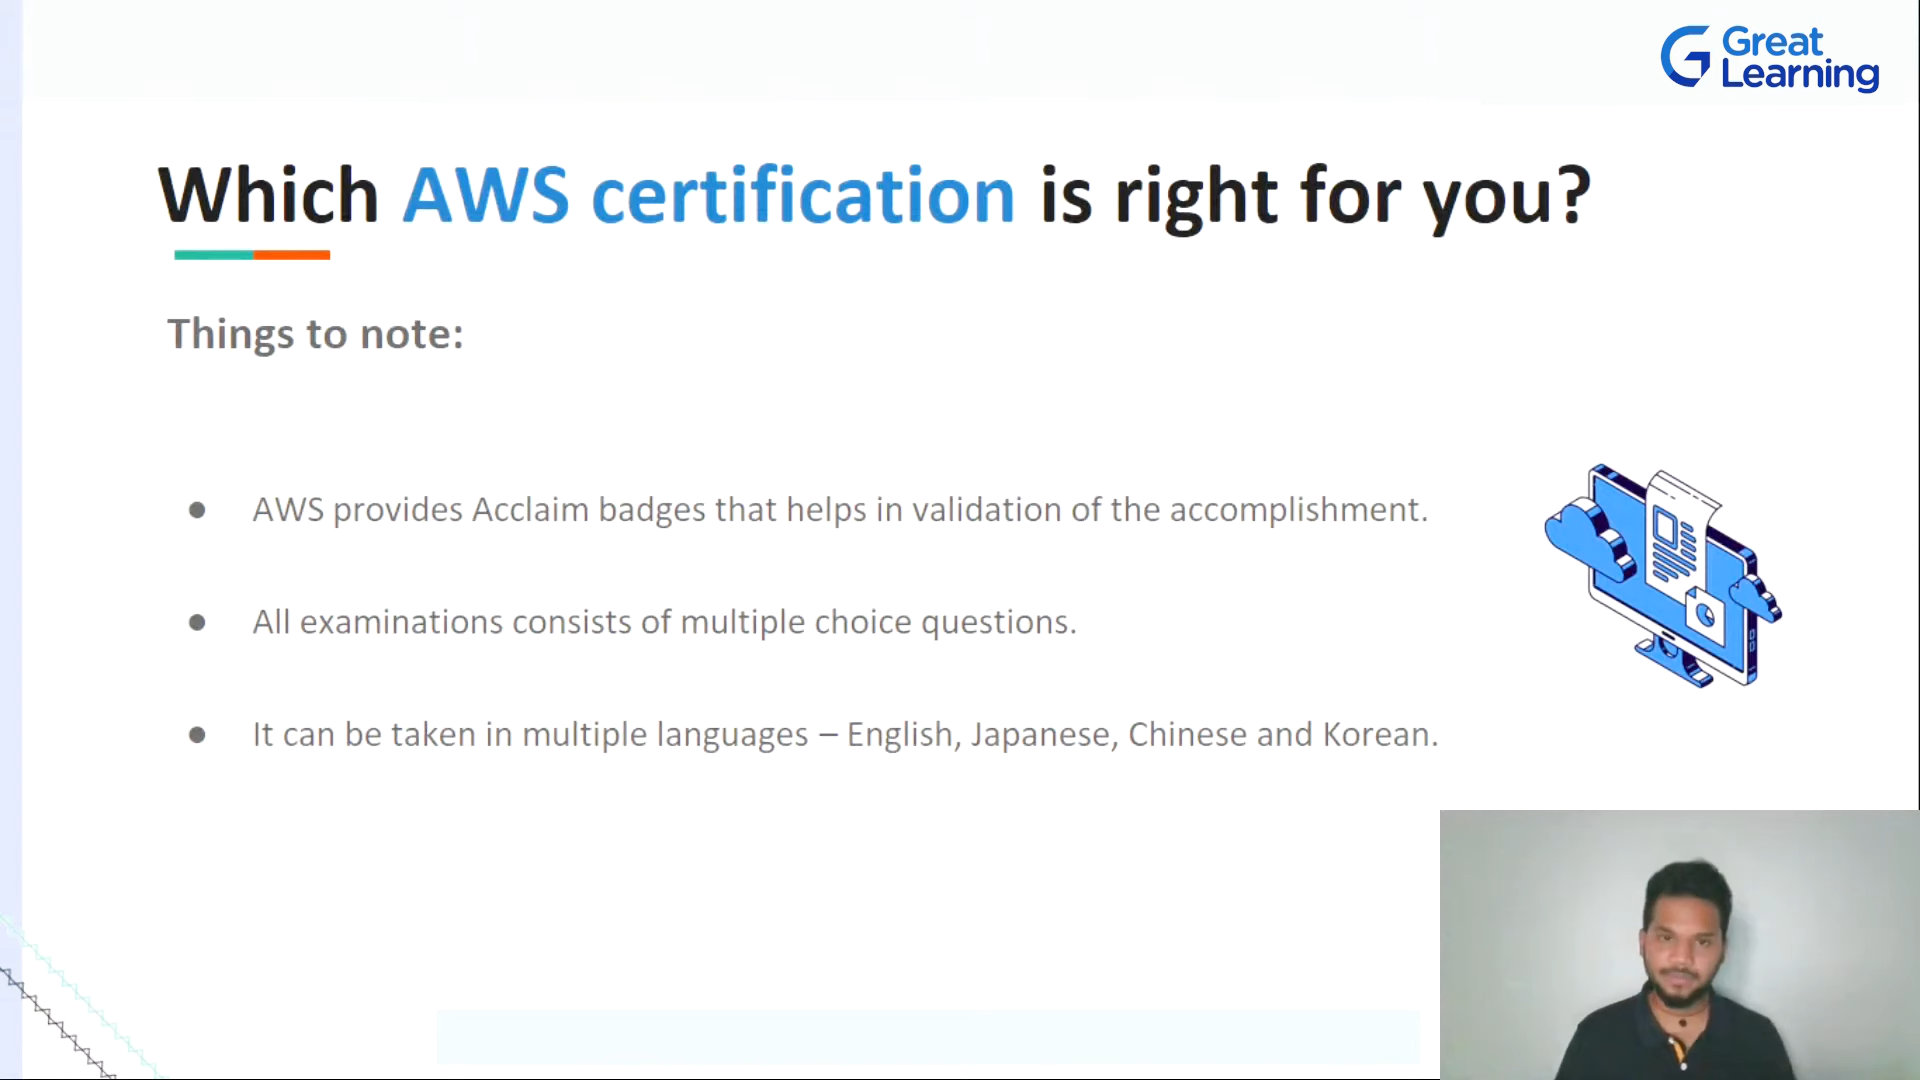 Great
Learning
Which AWS certification is right for you?
Things to note:
● AWS provides Acclaim badges that helps in validation of the accomplishment.
● All examinations consists of multiple choice questions.
● It can be taken in multiple languages – English, Japanese, Chinese and Korean.